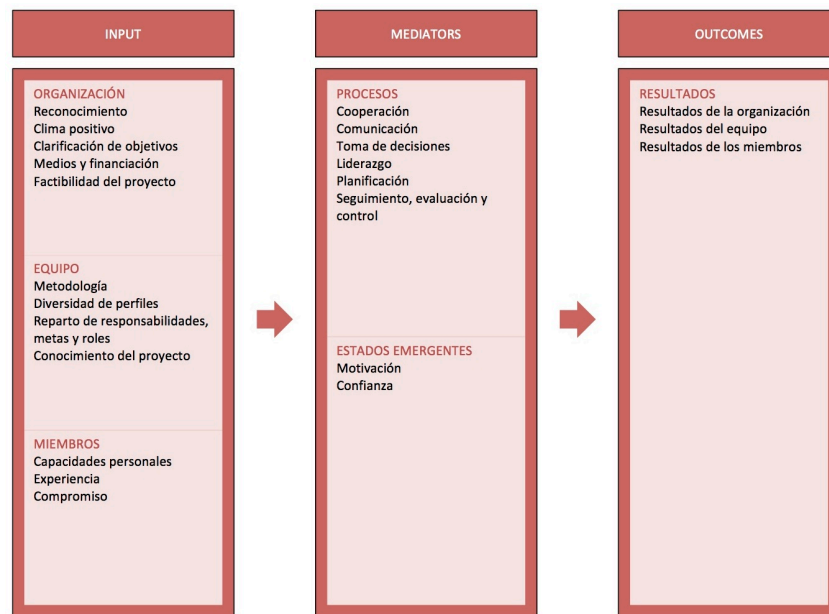 INPUT
ORGANIZACIÓN
Reconocimiento
Clima positivo
Clarificación de objetivos
Medios y financiación
Factibilidad del proyecto
EQUIPO
Metodología
Diversidad de perfiles
Reparto de responsabilidades,
metas y roles
Conocimiento del proyecto
MIEMBROS
Capacidades personales
Experiencia
Compromiso
MEDIATORS
PROCESOS
Cooperación
Comunicación
Toma de decisiones
Liderazgo
Planificación
Seguimiento, evaluación y
control
ESTADOS EMERGENTES
Motivación
Confianza
OUTCOMES
RESULTADOS
Resultados de la organización
Resultados del equipo
Resultados de los miembros